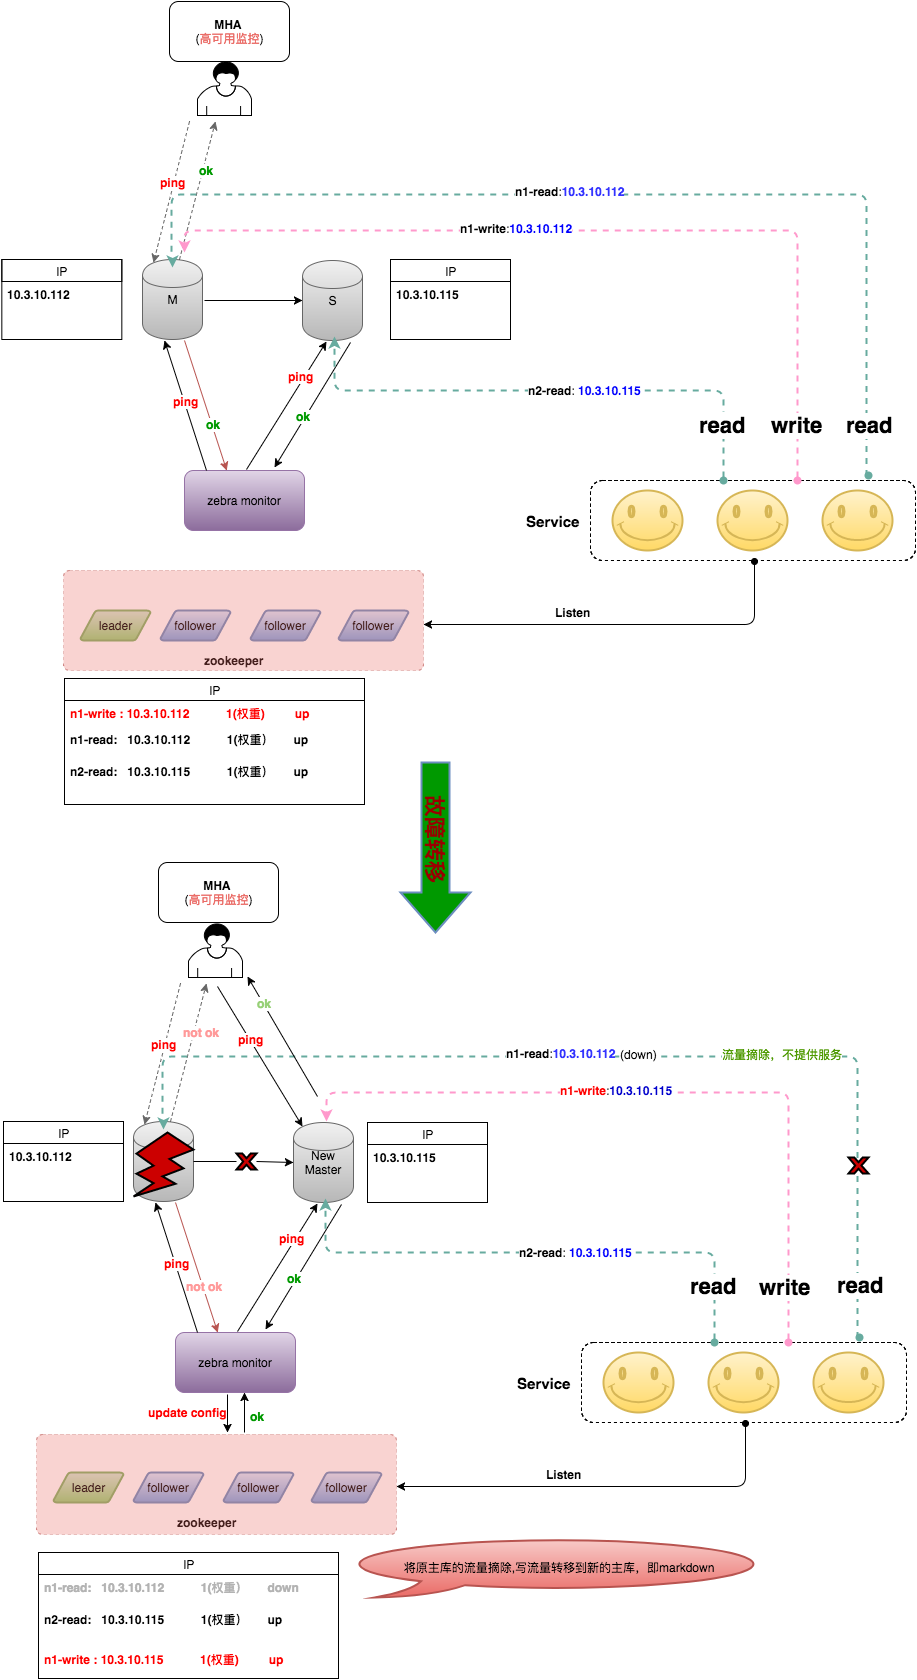 MHA
(高可用监控)
ping
ok
n1-read:10.3.10.112
n1-write:10.3.10.112
IP
10.3.10.112
M
S
IP
10.3.10.115
ping
ok
ping
ok
n2-read: 10.3.10.115
read
write
read
zebra monitor
Service
Listen
leader
follower
follower
follower
zookeeper
IP
n1-write : 10.3.10.112 1(权重) up
n1-read: 10.3.10.112 1(权重) up
n2-read: 10.3.10.115 1(权重) up
故障转移
MHA
(高可用监控)
ping
not ok
ping
ok
n1-read:10.3.10.112 (down)
流量摘除，不提供服务
n1-write:10.3.10.115
IP
10.3.10.112
New
Master
IP
10.3.10.115
ping
not ok
ping
ok
n2-read: 10.3.10.115
read
write
read
zebra monitor
Service
update config
ok
Listen
leader
follower
follower
follower
zookeeper
IP
n1-read: 10.3.10.112 1(权重) down
n2-read: 10.3.10.115 1(权重) up
n1-write : 10.3.10.115 1(权重) up
将原主库的流量摘除,写流量转移到新的主库，即markdown